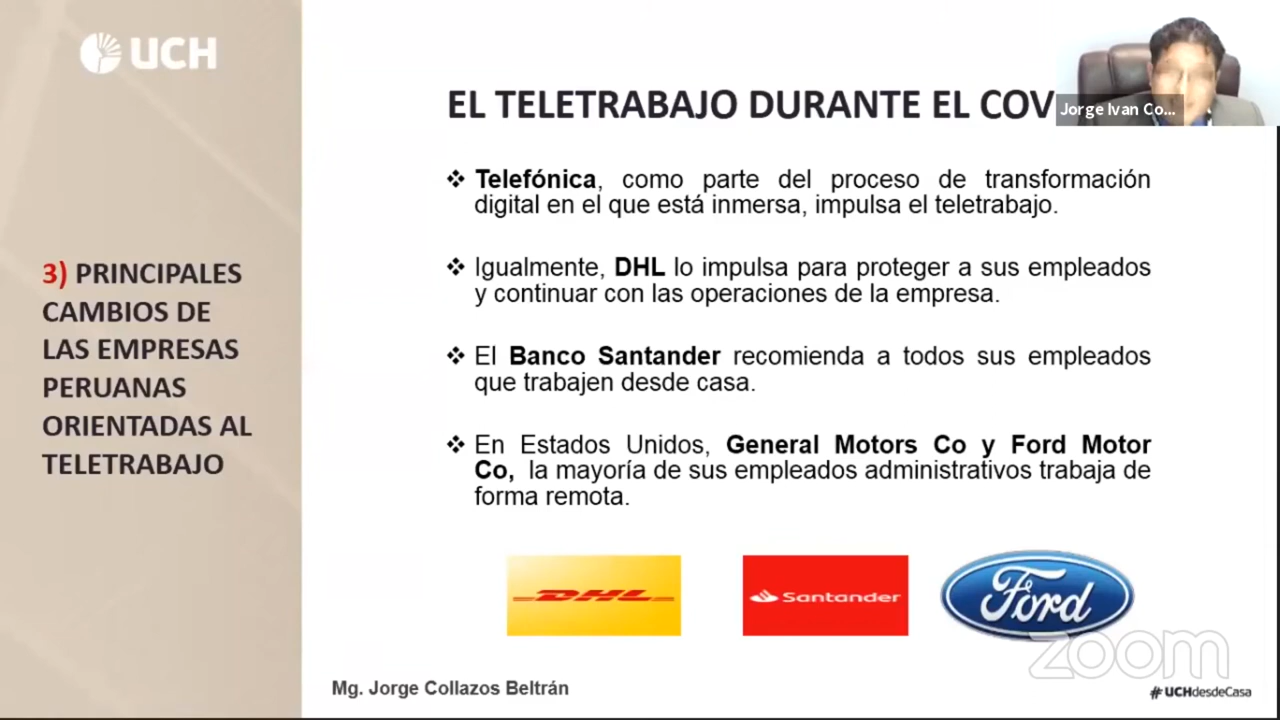 UCH
EL TELETRABAJO DURANTE EL COV
Jorge Ivan Co...
❖ Telefónica, como parte del proceso de transformación
digital en el que está inmersa, impulsa el teletrabajo.
❖ Igualmente, DHL lo impulsa para proteger a sus empleados
y continuar con las operaciones de la empresa.
❖ El Banco Santander recomienda a todos sus empleados
que trabajen desde casa.
❖ En Estados Unidos, General Motors Co y Ford Motor
Co, la mayoría de sus empleados administrativos trabaja de
forma remota.
3) PRINCIPALES
CAMBIOS DE
LAS EMPRESAS
PERUANAS
ORIENTADAS AL
TELETRABAJO
DHL
Santander
Ford
zoom
Mg. Jorge Collazos Beltrán
#UCHdesdeCasa